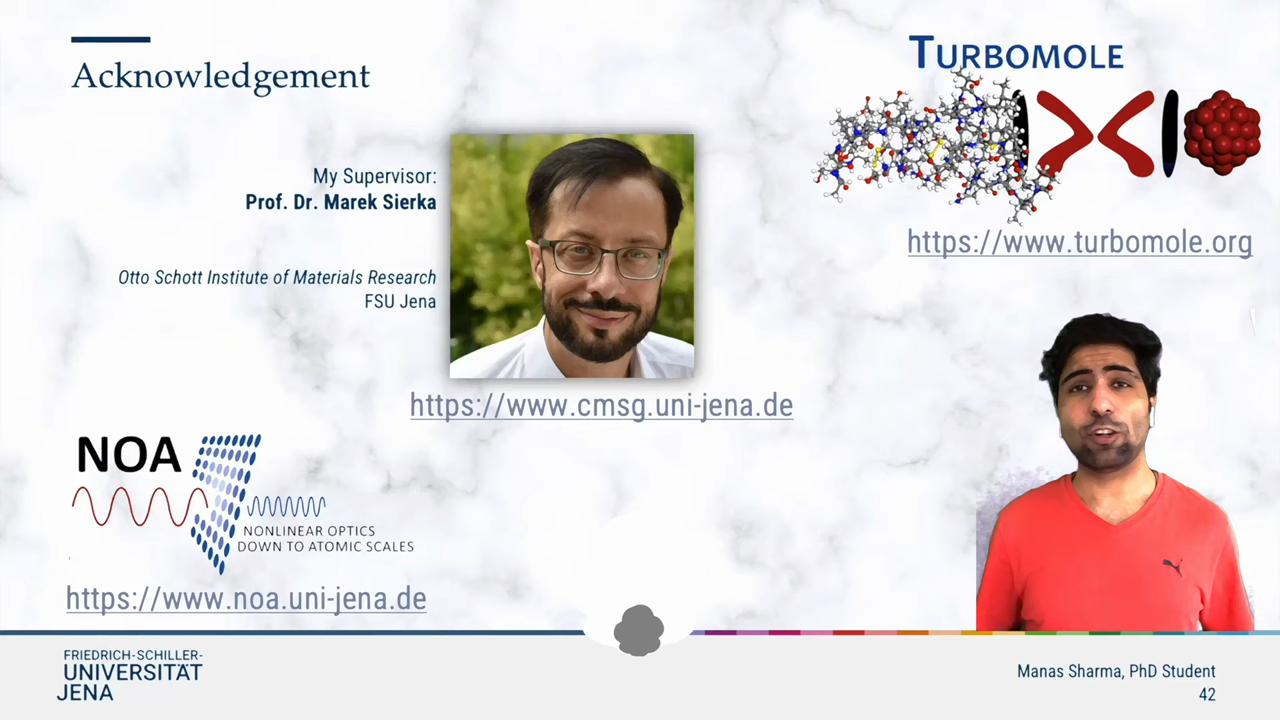 Acknowledgement
My Supervisor:
Prof. Dr. Marek Sierka
Otto Schott Institute of Materials Research
FSU Jena
https://www.cmsg.uni-jena.de
TURBOMOLE
https://www.turbomole.org
NOA
NONLINEAR OPTICS
DOWN TO ATOMIC SCALES
https://www.noa.uni-jena.de
FRIEDRICH-SCHILLER-
UNIVERSITÄT
JENA
Manas Sharma, PhD Student
42